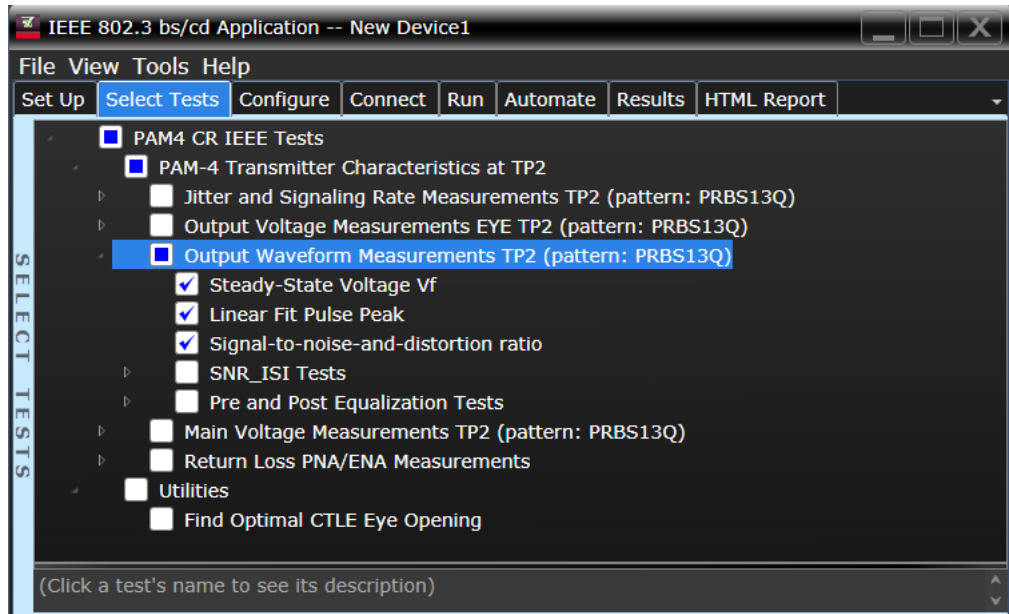 IEEE 802.3 bs/cd Application -- New Device1
File View Tools Help
Set Up Select Tests Configure Connect Run Automate Results HTML Report
SELECT TESTS
PAM4 CR IEEE Tests
PAM-4 Transmitter Characteristics at TP2
Jitter and Signaling Rate Measurements TP2 (pattern: PRBS13Q)
Output Voltage Measurements EYE TP2 (pattern: PRBS13Q)
Output Waveform Measurements TP2 (pattern: PRBS13Q)
Steady-State Voltage Vf
Linear Fit Pulse Peak
Signal-to-noise-and-distortion ratio
SNR_ISI Tests
Pre and Post Equalization Tests
Main Voltage Measurements TP2 (pattern: PRBS13Q)
Return Loss PNA/ENA Measurements
Utilities
Find Optimal CTLE Eye Opening
(Click a test's name to see its description)